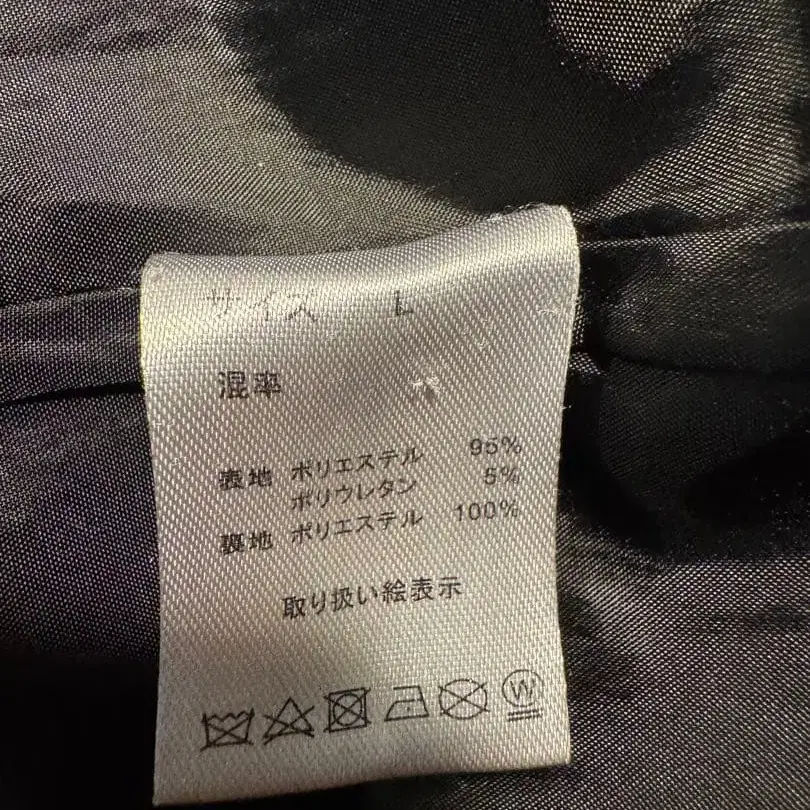 サイズ L
混率
表地 ポリエステル 95%
ポリウレタン 5%
裏地 ポリエステル 100%
取り扱い絵表示
W